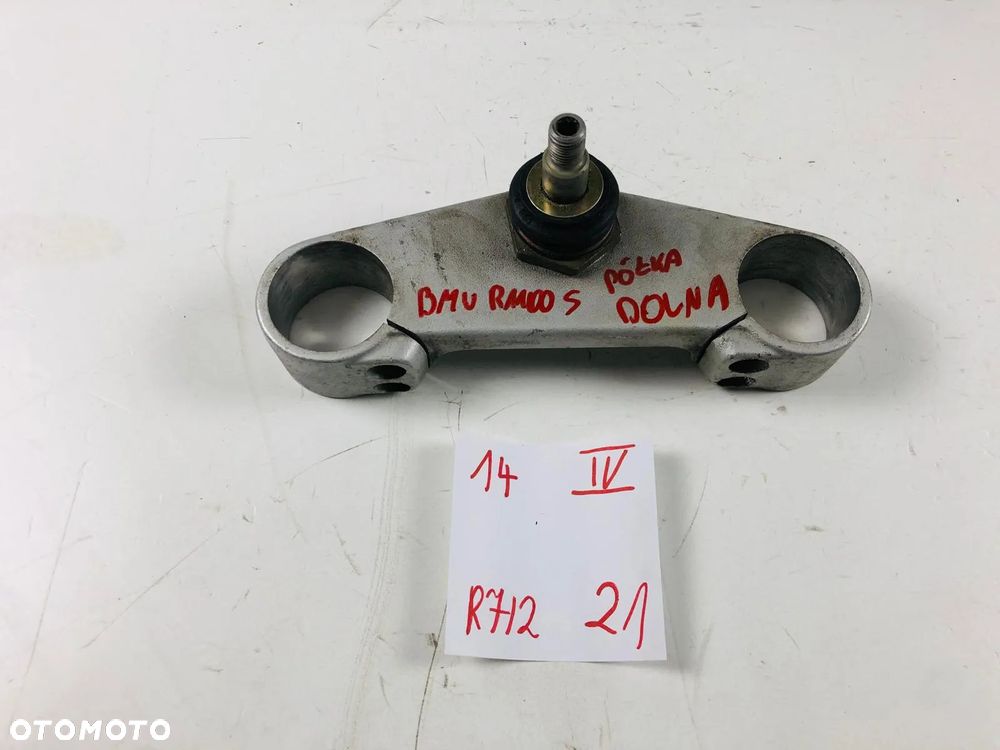 BMW R1100 S
PÓŁKA
DOLNA
14 IV
R712 21
OTOMOTO